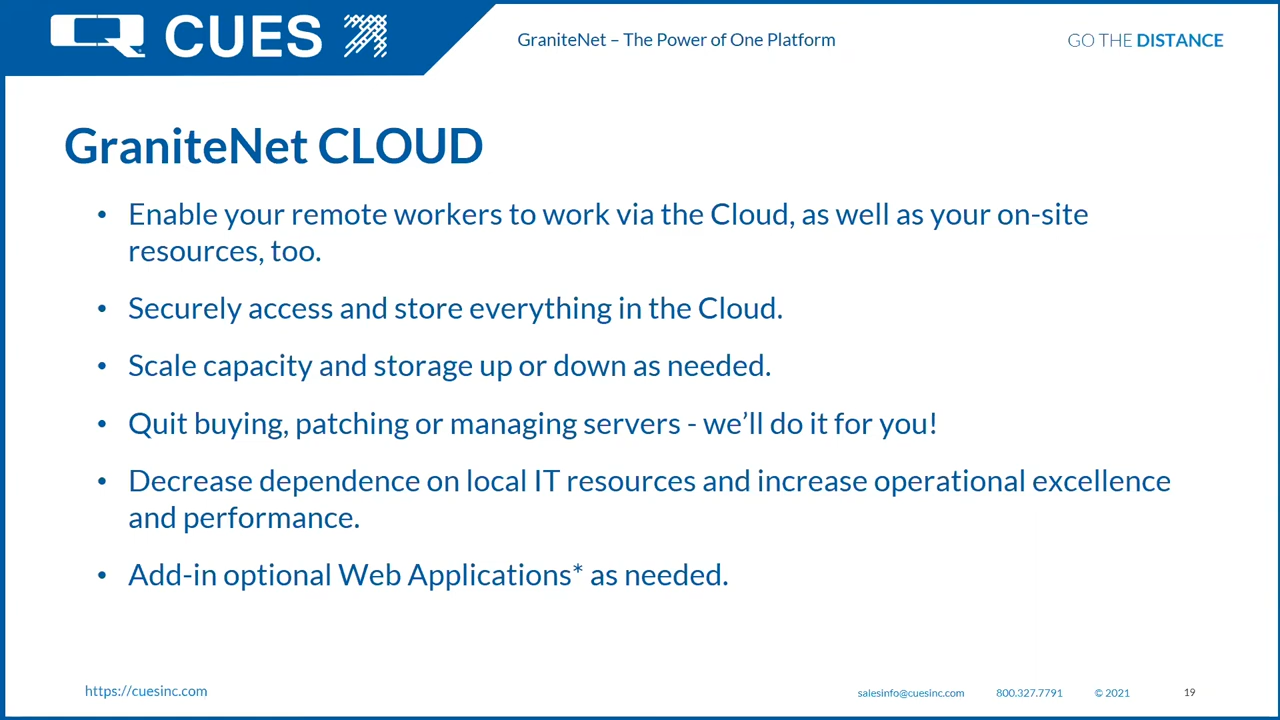 CUES
GraniteNet – The Power of One Platform
GO THE DISTANCE
GraniteNet CLOUD
• Enable your remote workers to work via the Cloud, as well as your on-site
resources, too.
• Securely access and store everything in the Cloud.
• Scale capacity and storage up or down as needed.
• Quit buying, patching or managing servers - we’ll do it for you!
• Decrease dependence on local IT resources and increase operational excellence
and performance.
• Add-in optional Web Applications* as needed.
https://cuesinc.com
salesinfo@cuesinc.com 800.327.7791 © 2021 19